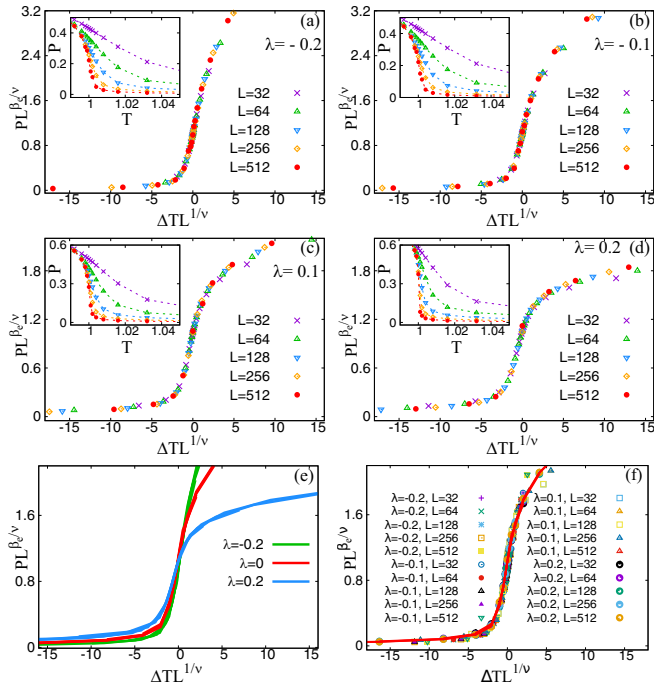 (a)
λ= - 0.2
PL^{β_e/ν}
3.2
2.4
1.6
0.8
0
-15 -10 -5 0 5 10 15
ΔTL^{1/ν}
P
0.4
0.2
0
1 1.02 1.04
T
L=32
L=64
L=128
L=256
L=512
(b)
λ= - 0.1
PL^{β_e/ν}
3.2
2.4
1.6
0.8
0
-15 -10 -5 0 5 10 15
ΔTL^{1/ν}
P
0.4
0.2
0
1 1.02 1.04
T
L=32
L=64
L=128
L=256
L=512
(c)
λ= 0.1
PL^{β_e/ν}
1.8
1.2
0.6
0
-15 -10 -5 0 5 10 15
ΔTL^{1/ν}
P
0.6
0.3
0
1 1.02 1.04
T
L=32
L=64
L=128
L=256
L=512
(d)
λ= 0.2
PL^{β_e/ν}
1.8
1.2
0.6
0
-15 -10 -5 0 5 10 15
ΔTL^{1/ν}
P
0.6
0.3
0
1 1.02 1.04
T
L=32
L=64
L=128
L=256
L=512
(e)
PL^{β_e/ν}
1.8
1.2
0.6
0
-15 -10 -5 0 5 10 15
ΔTL^{1/ν}
λ=-0.2
λ=0
λ=0.2
(f)
PL^{β_e/ν}
1.8
1.2
0.6
0
-15 -10 -5 0 5 10 15
ΔTL^{1/ν}
λ=-0.2, L=32
λ=-0.2, L=64
λ=-0.2, L=128
λ=-0.2, L=256
λ=-0.2, L=512
λ=-0.1, L=32
λ=-0.1, L=64
λ=-0.1, L=128
λ=-0.1, L=256
λ=-0.1, L=512
λ=0.1, L=32
λ=0.1, L=64
λ=0.1, L=128
λ=0.1, L=256
λ=0.1, L=512
λ=0.2, L=32
λ=0.2, L=64
λ=0.2, L=128
λ=0.2, L=256
λ=0.2, L=512